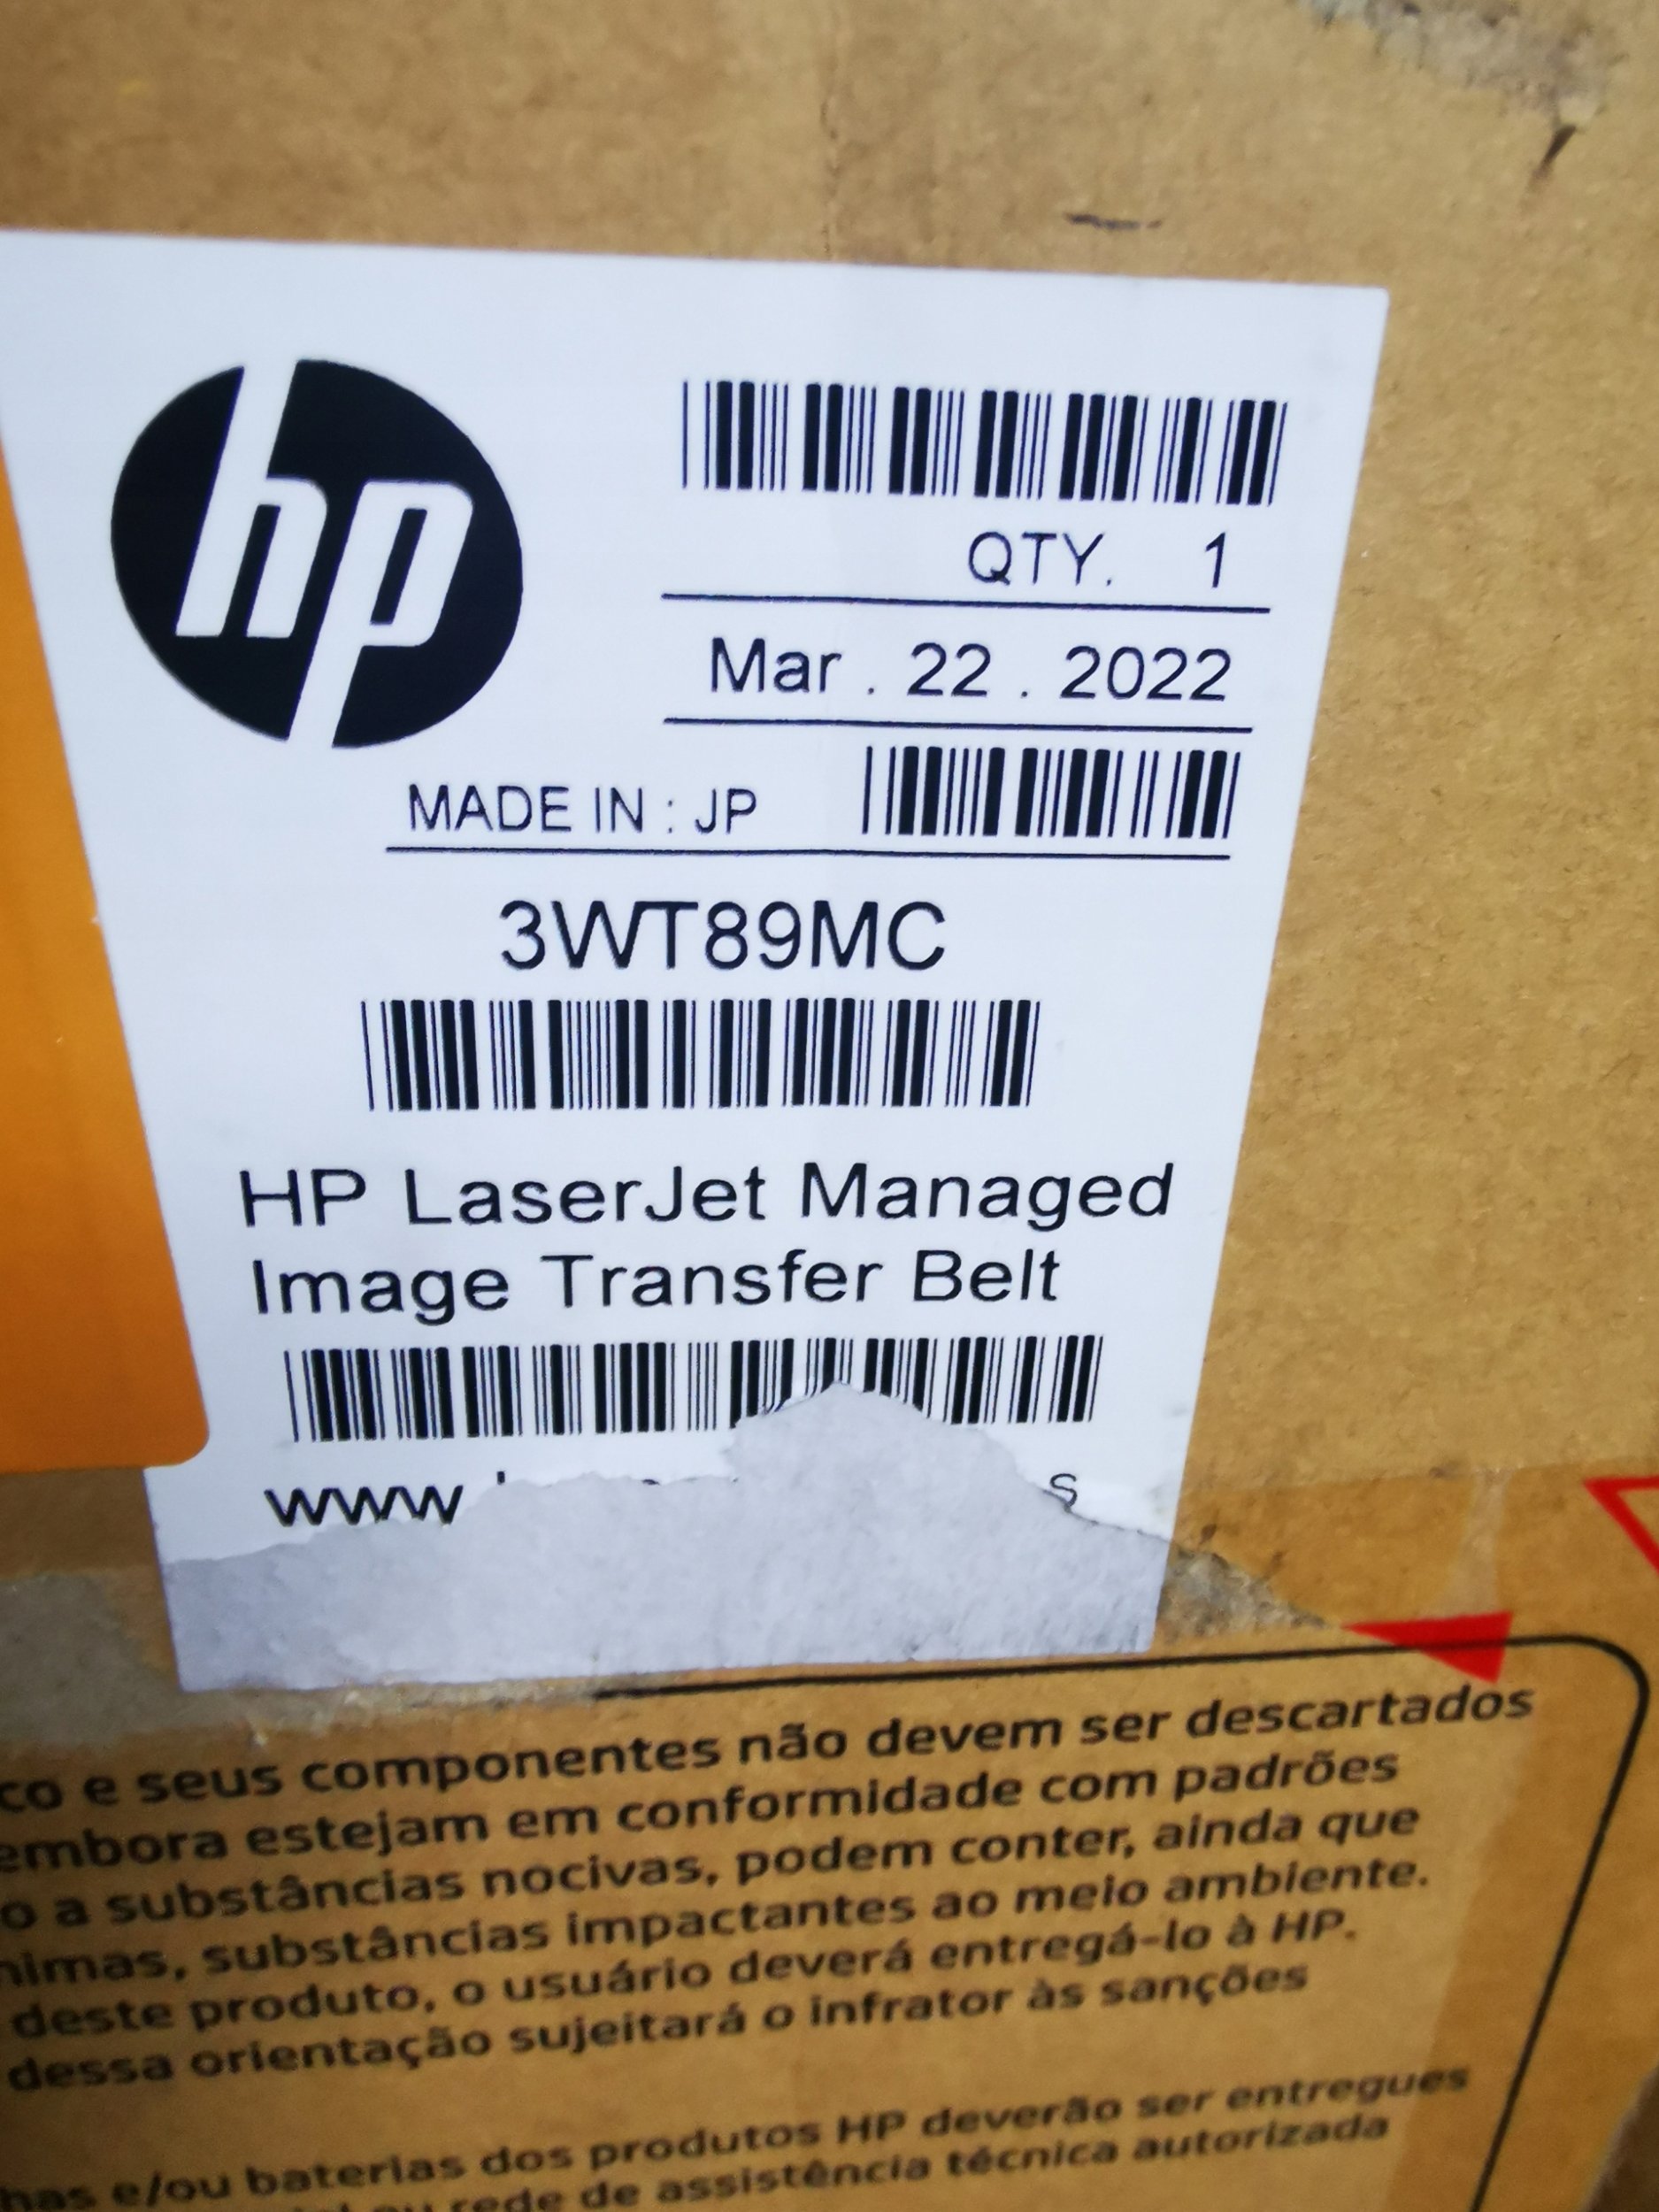 hp
QTY. 1
Mar . 22 . 2022
MADE IN : JP
3WT89MC
HP LaserJet Managed
Image Transfer Belt
www
s
co e seus componentes não devem ser descartados
embora estejam em conformidade com padrões
o a substâncias nocivas, podem conter, ainda que
nimas, substâncias impactantes ao meio ambiente.
deste produto, o usuário deverá entregá-lo à HP.
dessa orientação sujeitará o infrator às sanções
has e/ou baterias dos produtos HP deverão ser entregues
ou rede de assistência técnica autorizada